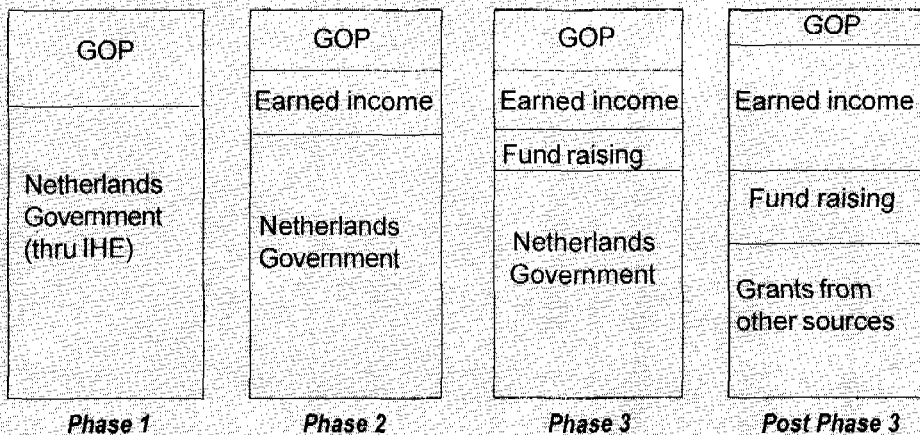 GOP
Netherlands
Government
(thru IHE)
Phase 1
GOP
Earned income
Netherlands
Government
Phase 2
GOP
Earned income
Fund raising
Netherlands
Government
Phase 3
GOP
Earned income
Fund raising
Grants from
other sources
Post Phase 3